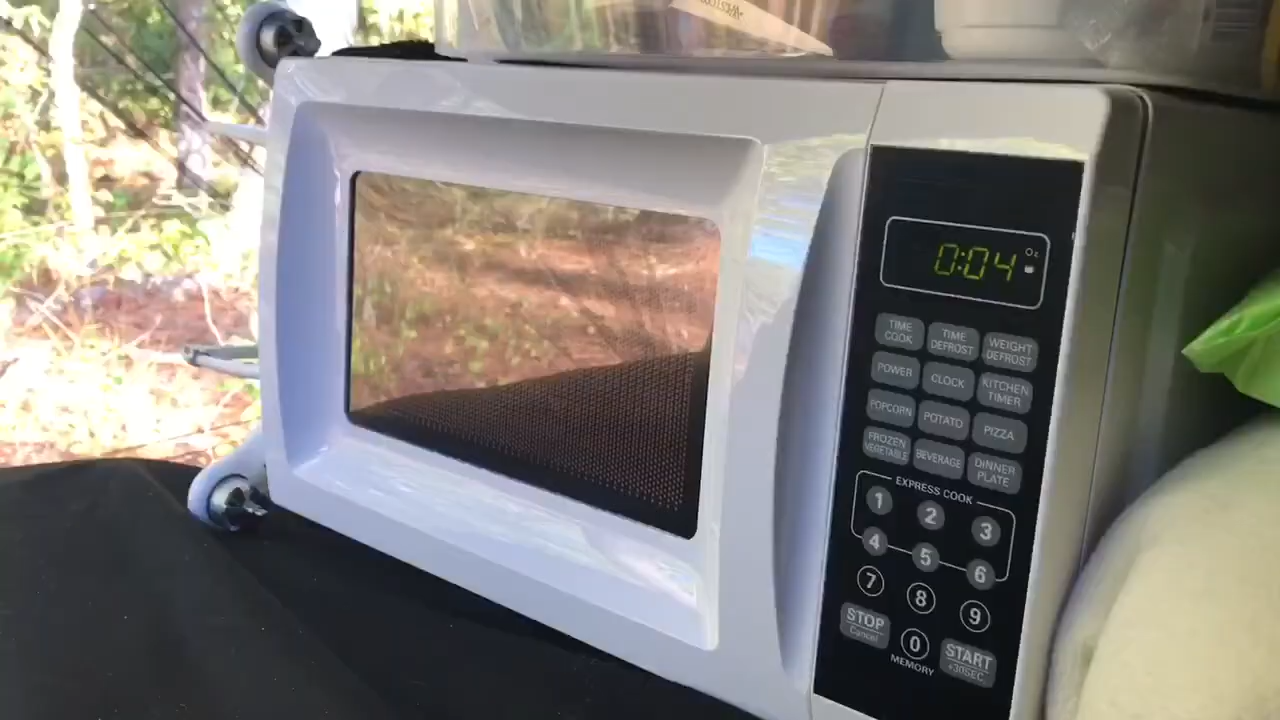 0:04
Oz
TIME COOK
TIME DEFROST
WEIGHT DEFROST
POWER
CLOCK
KITCHEN TIMER
POPCORN
POTATO
PIZZA
FROZEN VEGETABLE
BEVERAGE
DINNER PLATE
EXPRESS COOK
1 2 3
4 5 6
7 8 9
STOP
Cancel
0
MEMORY
START
+30SEC